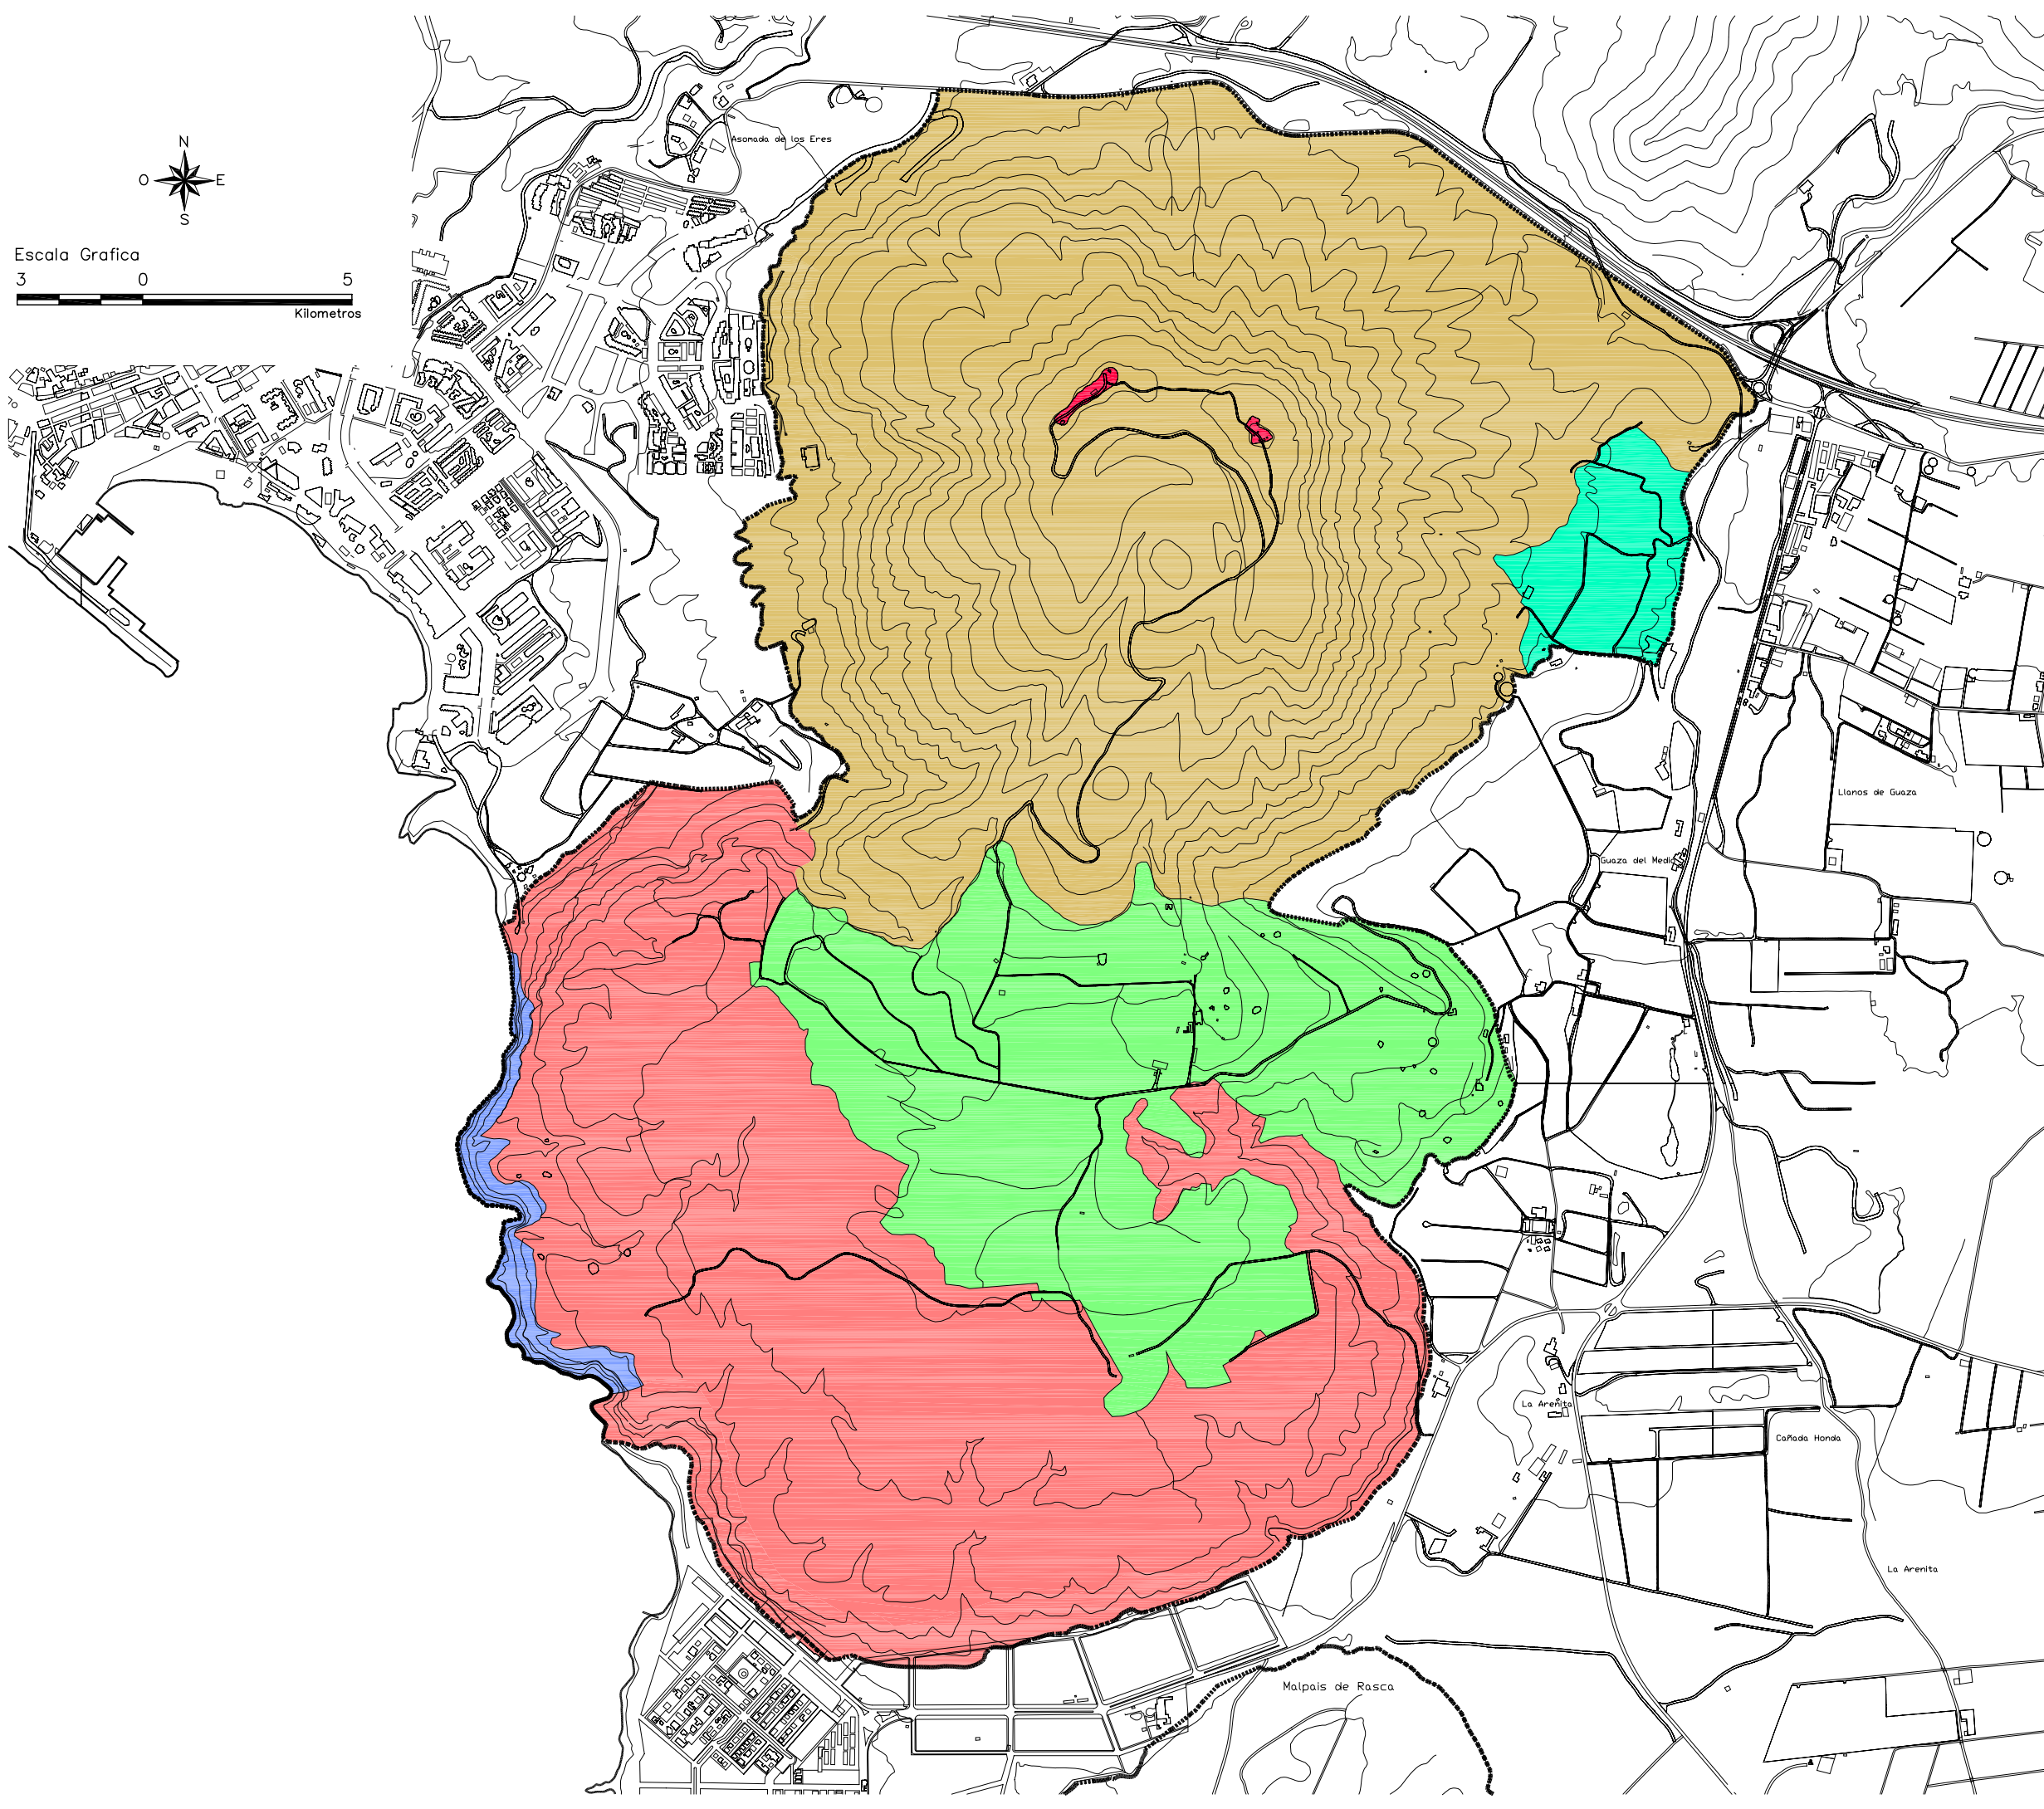 Asomada de los Eres
N
O E
S
Escala Grafica
3 0 5
Kilometros
Llanos de Guaza
Guaza del Medio
La Arenita
Cañada Honda
La Arenita
Malpais de Rasca